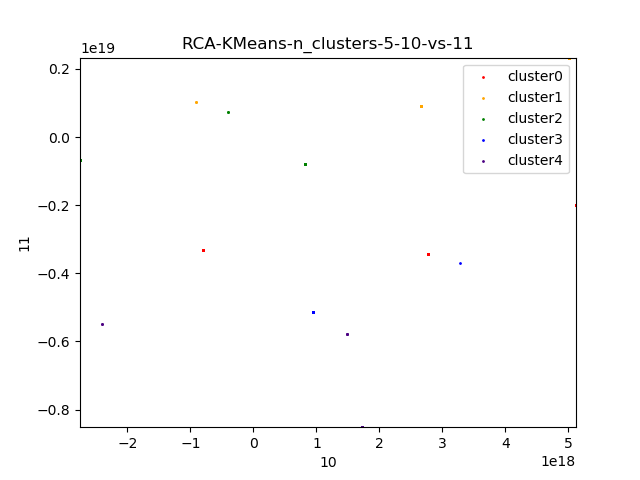 RCA-KMeans-n_clusters-5-10-vs-11
1e19
0.2
0.0
−0.2
−0.4
−0.6
−0.8
11
cluster0
cluster1
cluster2
cluster3
cluster4
−2
−1
0
1
2
3
4
5
1e18
10